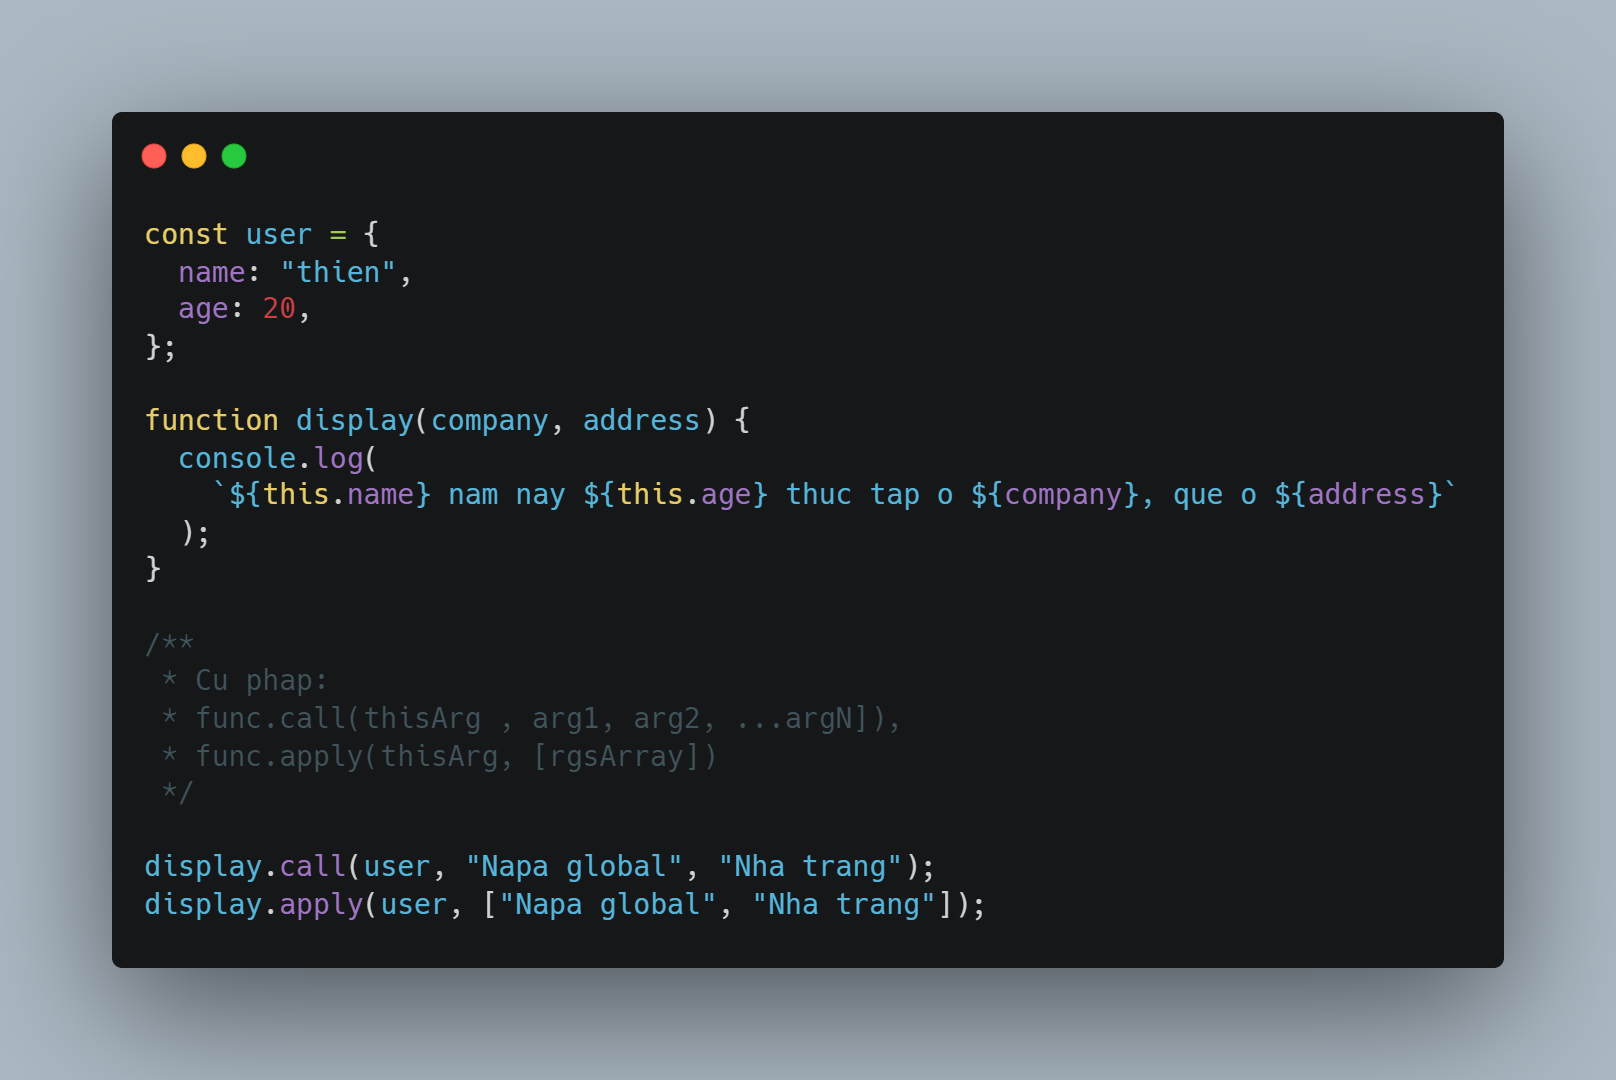 const user = {
  name: "thien",
  age: 20,
};

function display(company, address) {
  console.log(
    `${this.name} nam nay ${this.age} thuc tap o ${company}, que o ${address}`
  );
}

/**
 * Cu phap:
 * func.call(thisArg , arg1, arg2, ...argN]),
 * func.apply(thisArg, [rgsArray])
 */

display.call(user, "Napa global", "Nha trang");
display.apply(user, ["Napa global", "Nha trang"]);